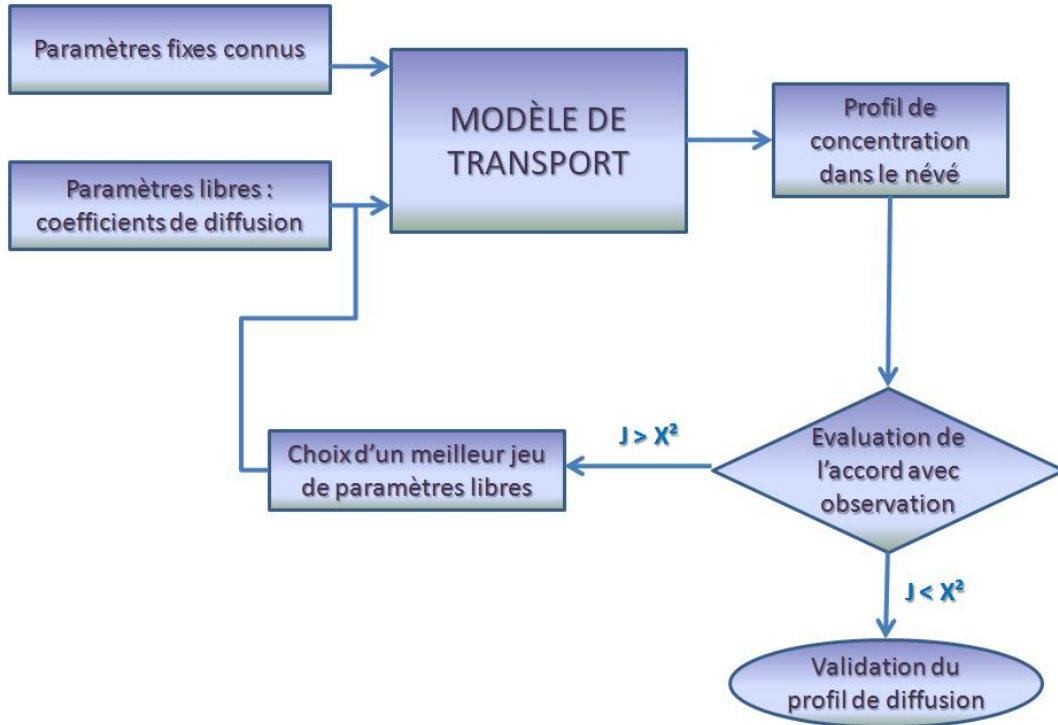 Paramètres fixes connus
MODÈLE DE
TRANSPORT
Profil de
concentration
dans le névé
Paramètres libres :
coefficients de diffusion
J > X²
Choix d'un meilleur jeu
de paramètres libres
Evaluation de
l'accord avec
observation
J < X²
Validation du
profil de diffusion